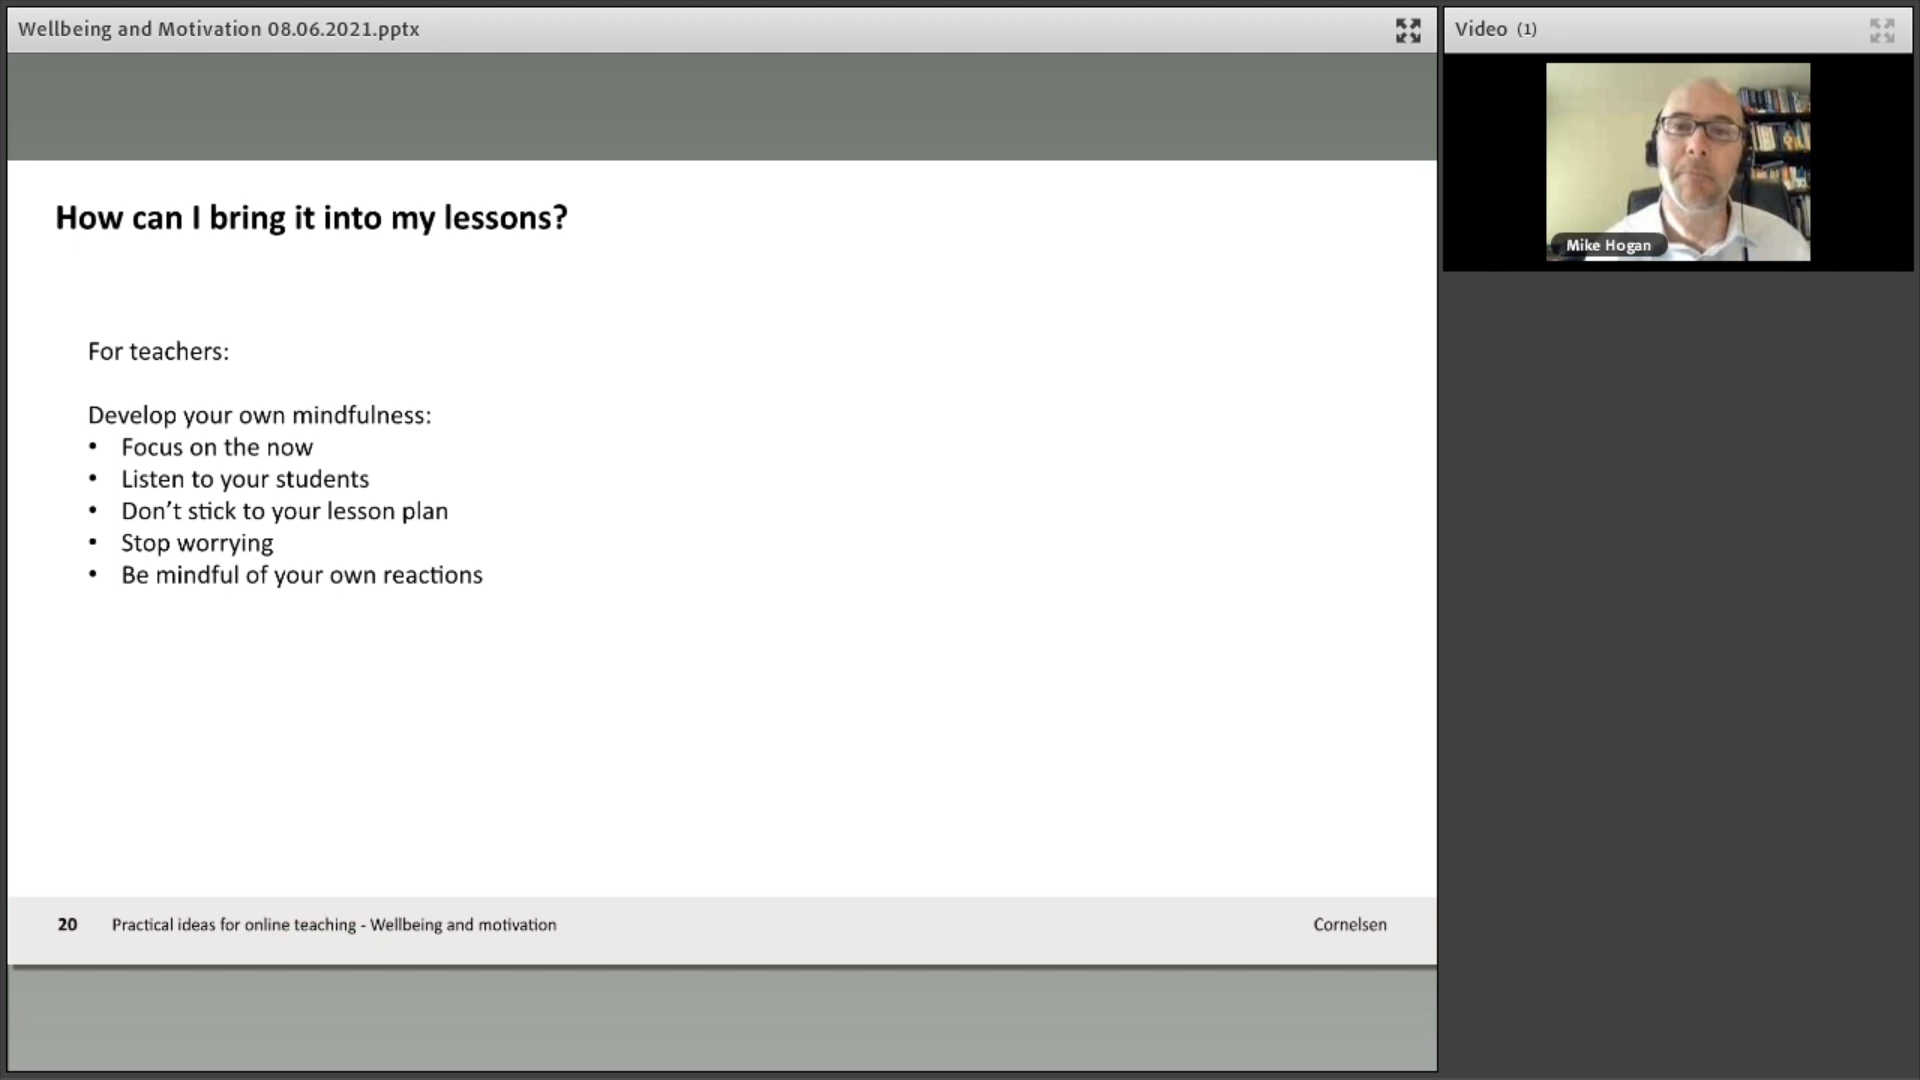 Wellbeing and Motivation 08.06.2021.pptx
Video (1)
Mike Hogan
How can I bring it into my lessons?
For teachers:
Develop your own mindfulness:
• Focus on the now
• Listen to your students
• Don’t stick to your lesson plan
• Stop worrying
• Be mindful of your own reactions
20 Practical ideas for online teaching - Wellbeing and motivation Cornelsen